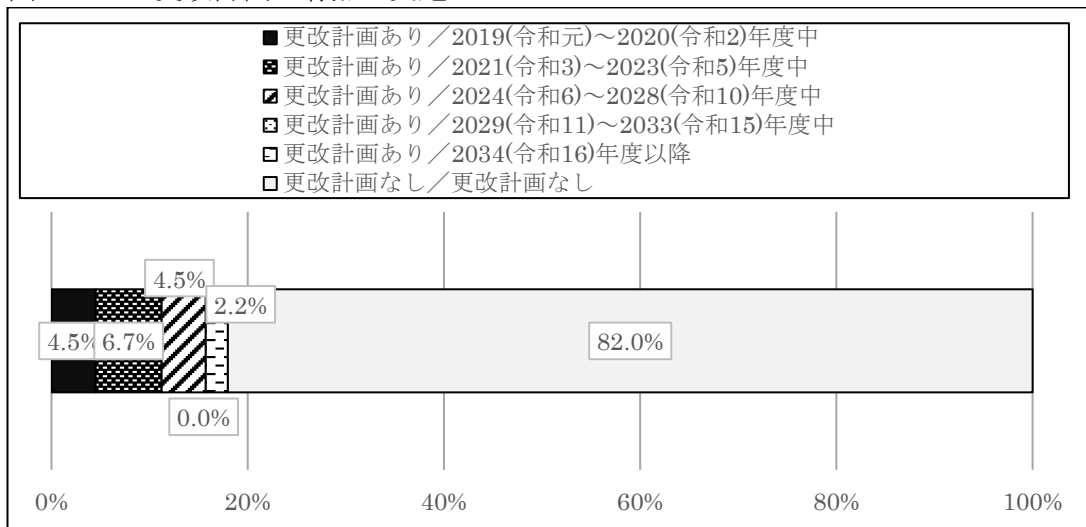 ■更改計画あり／2019(令和元)～2020(令和2)年度中
更改計画あり／2021(令和3)～2023(令和5)年度中
更改計画あり／2024(令和6)～2028(令和10)年度中
更改計画あり／2029(令和11)～2033(令和15)年度中
更改計画あり／2034(令和16)年度以降
更改計画なし／更改計画なし
4.5%
2.2%
4.5%
6.7%
82.0%
0.0%
0%
20%
40%
60%
80%
100%